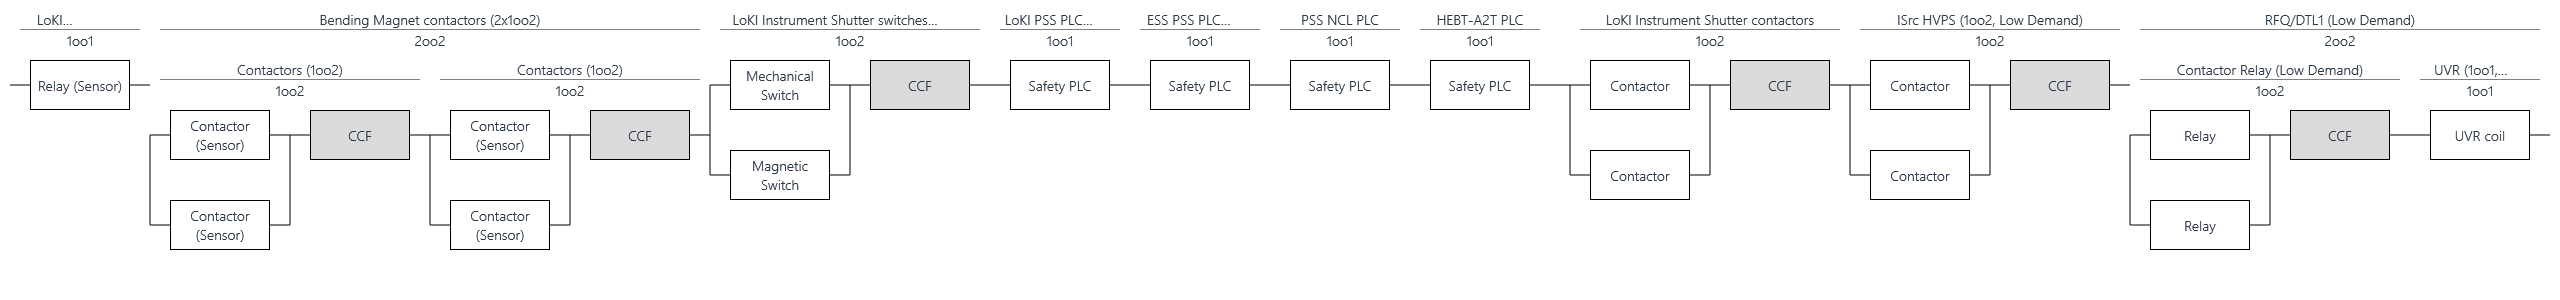 LoKI...
1oo1
Relay (Sensor)
Bending Magnet contactors (2x1oo2)
2oo2
Contactors (1oo2)
1oo2
Contactor
(Sensor)
CCF
Contactor
(Sensor)
Contactors (1oo2)
1oo2
Contactor
(Sensor)
CCF
Contactor
(Sensor)
LoKI Instrument Shutter switches...
1oo2
Mechanical
Switch
CCF
Magnetic
Switch
LoKI PSS PLC...
1oo1
Safety PLC
ESS PSS PLC...
1oo1
Safety PLC
PSS NCL PLC
1oo1
Safety PLC
HEBT-A2T PLC
1oo1
Safety PLC
LoKI Instrument Shutter contactors
1oo2
Contactor
CCF
Contactor
ISrc HVPS (1oo2, Low Demand)
1oo2
Contactor
CCF
Contactor
RFQ/DTL1 (Low Demand)
2oo2
Contactor Relay (Low Demand)
1oo2
Relay
CCF
Relay
UVR (1oo1,...
1oo1
UVR coil